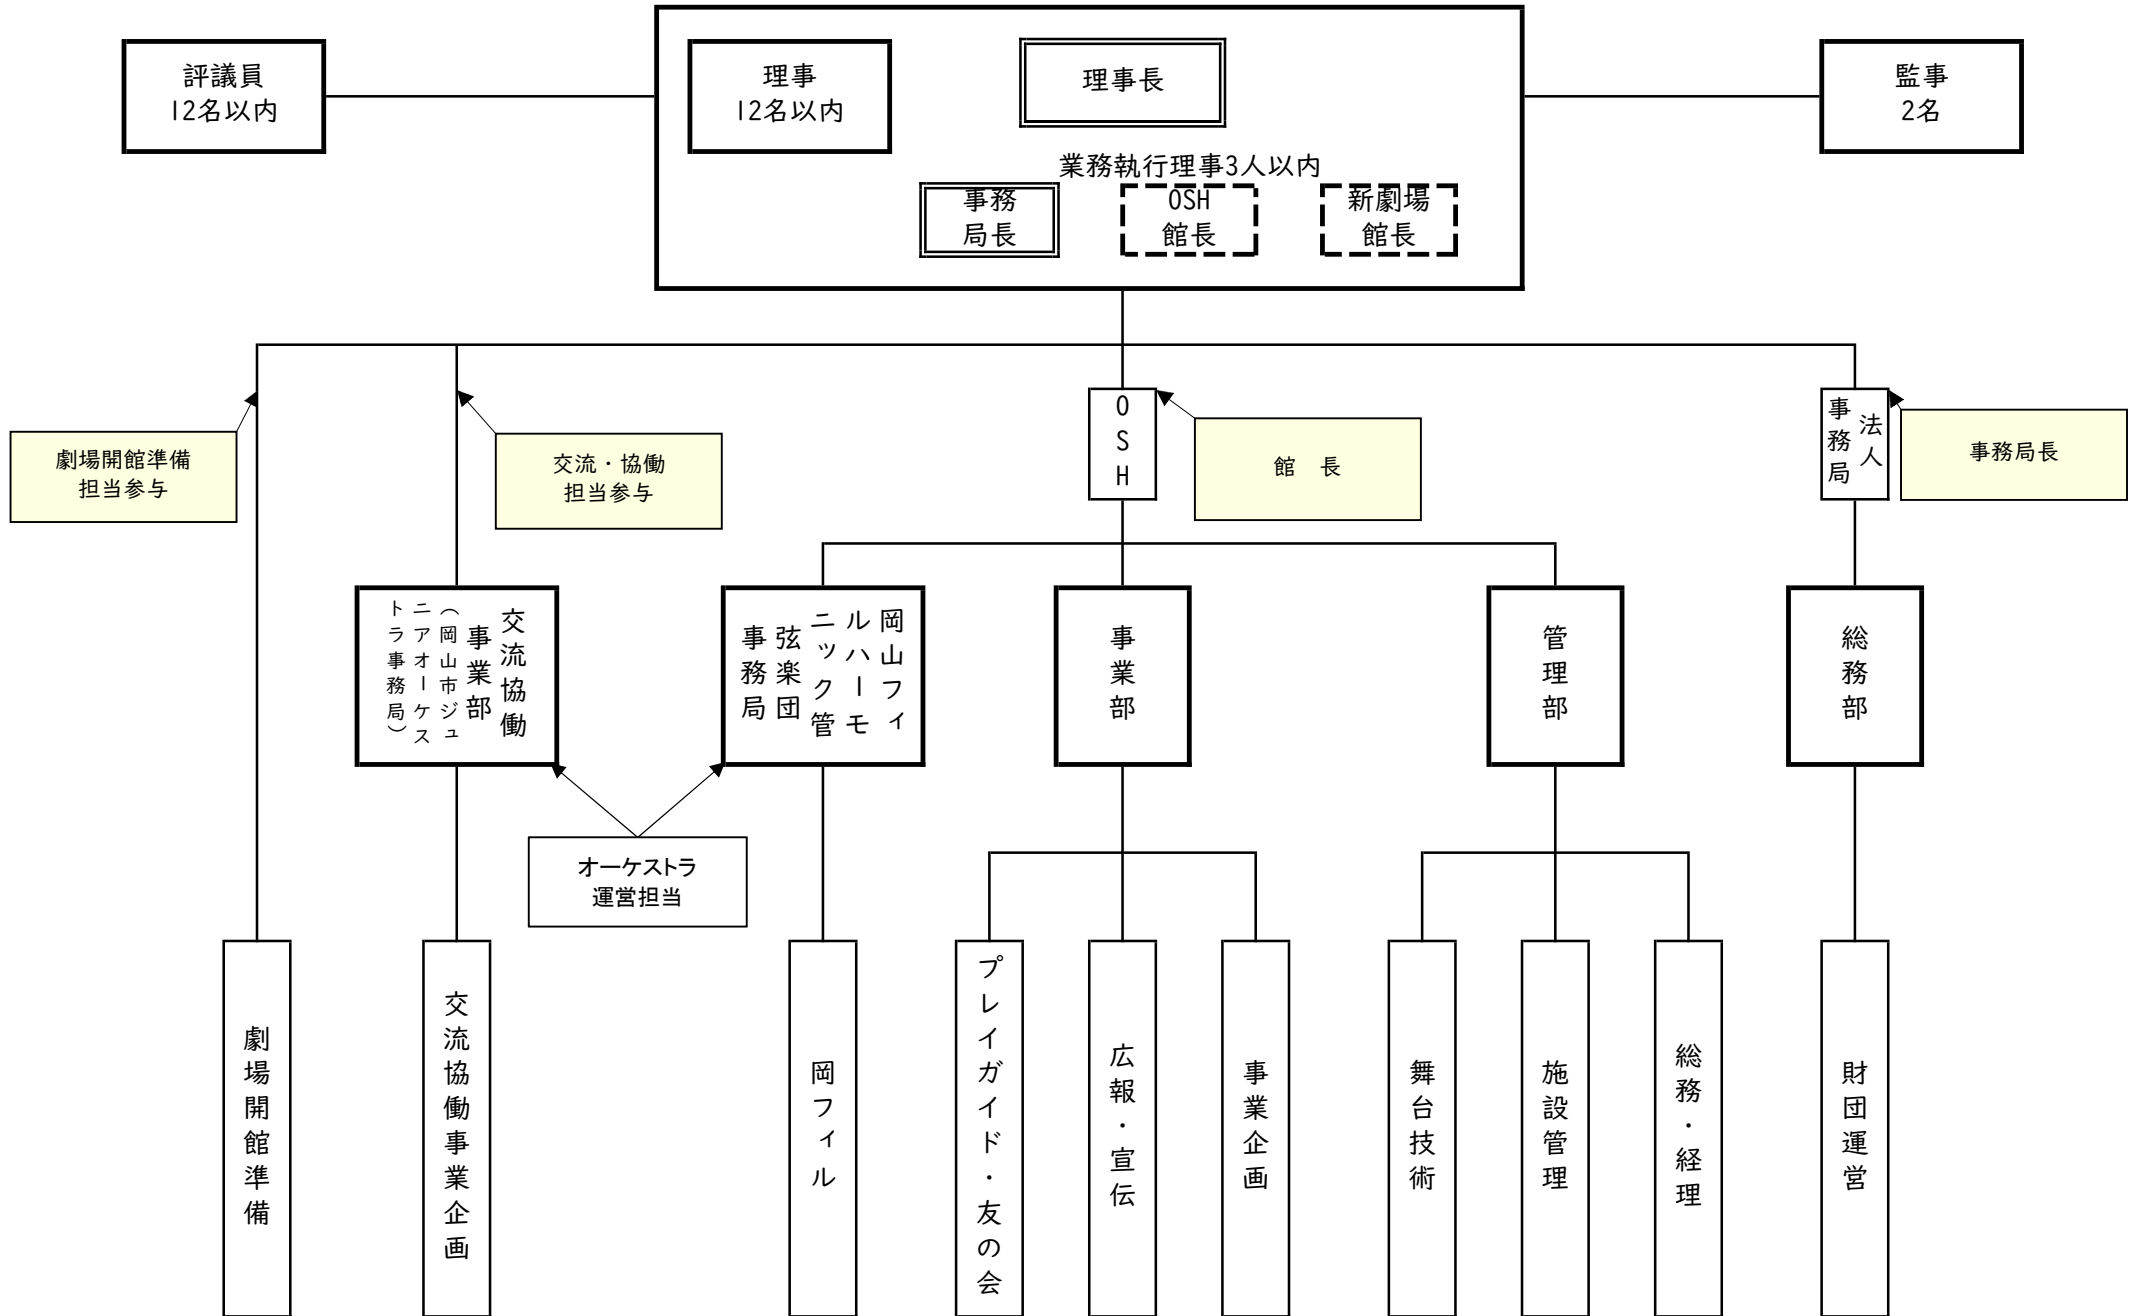 評議員
12名以内
理事
12名以内
理事長
監事
2名
業務執行理事3人以内
事務
局長
OSH
館長
新劇場
館長
劇場開館準備
担当参与
交流・協働
担当参与
OSH
館　長
法人
事務局
事務局長
交流協働
事業部
（岡山市ジュ
ニアオーケス
トラ事務局）
岡山フィ
ルハーモ
ニック管
弦楽団
事務局
事業部
管理部
総務部
オーケストラ
運営担当
劇場開館準備
交流協働事業企画
岡フィル
プレイガイド・友の会
広報・宣伝
事業企画
舞台技術
施設管理
総務・経理
財団運営